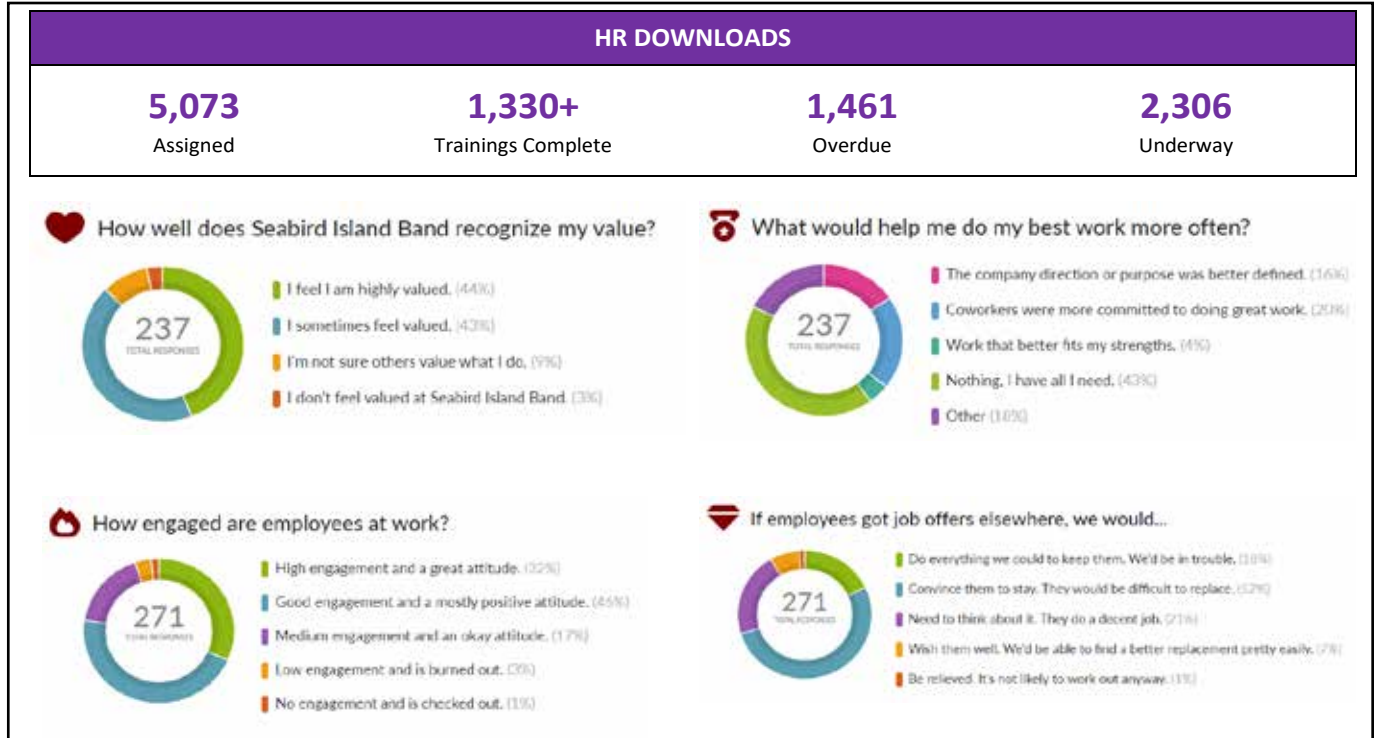 HR DOWNLOADS
5,073
Assigned
1,330+
Trainings Complete
1,461
Overdue
2,306
Underway
How well does Seabird Island Band recognize my value?
237
TOTAL RESPONSES
I feel I am highly valued. (44%)
I sometimes feel valued. (43%)
I'm not sure others value what I do. (9%)
I don't feel valued at Seabird Island Band. (3%)
What would help me do my best work more often?
237
TOTAL RESPONSES
The company direction or purpose was better defined. (16%)
Coworkers were more committed to doing great work. (20%)
Work that better fits my strengths. (4%)
Nothing, I have all I need. (43%)
Other (18%)
How engaged are employees at work?
271
TOTAL RESPONSES
High engagement and a great attitude. (32%)
Good engagement and a mostly positive attitude. (46%)
Medium engagement and an okay attitude. (17%)
Low engagement and is burned out. (3%)
No engagement and is checked out. (1%)
If employees got job offers elsewhere, we would...
271
TOTAL RESPONSES
Do everything we could to keep them. We'd be in trouble. (18%)
Convince them to stay. They would be difficult to replace. (52%)
Need to think about it. They do a decent job. (21%)
Wish them well. We'd be able to find a better replacement pretty easily. (7%)
Be relieved. It's not likely to work out anyway. (1%)